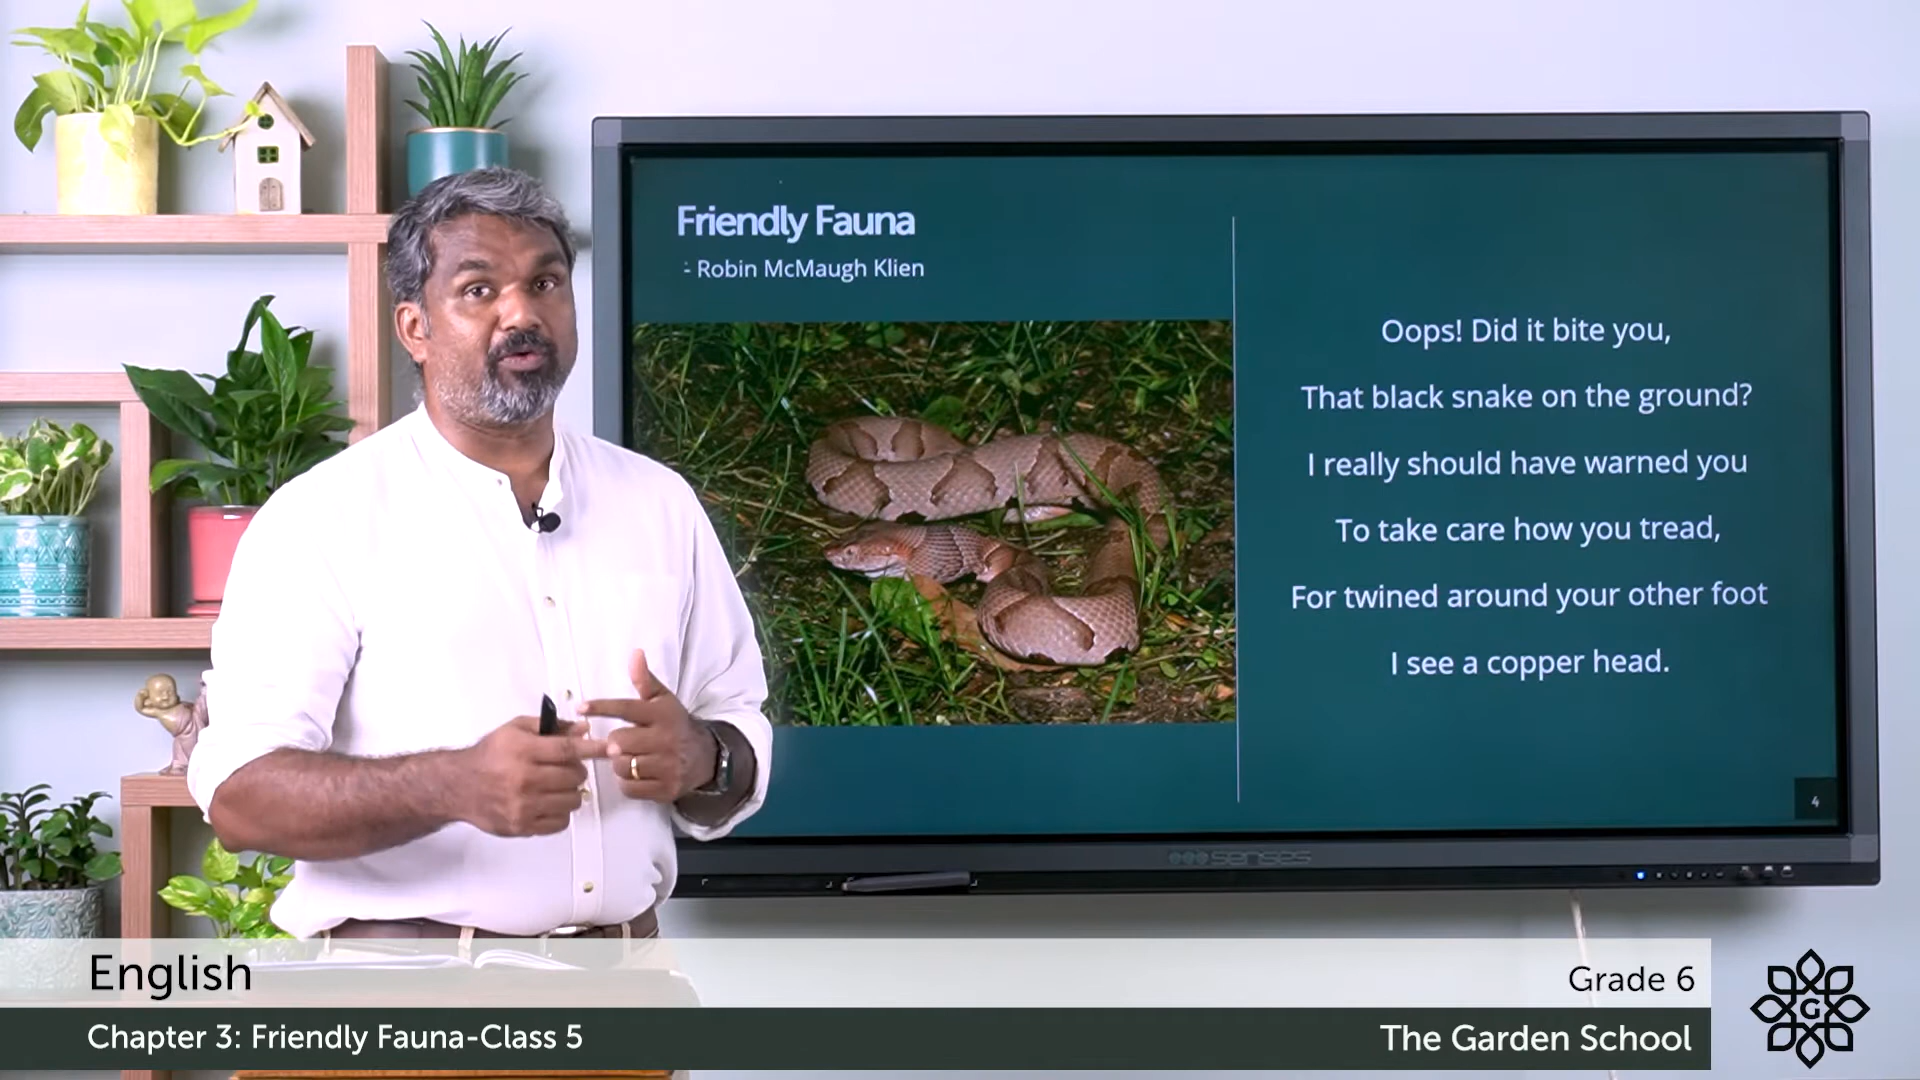 Friendly Fauna
- Robin McMaugh Klien
Oops! Did it bite you,
That black snake on the ground?
I really should have warned you
To take care how you tread,
For twined around your other foot
I see a copper head.
4
senses
English
Grade 6
Chapter 3: Friendly Fauna-Class 5
The Garden School
G